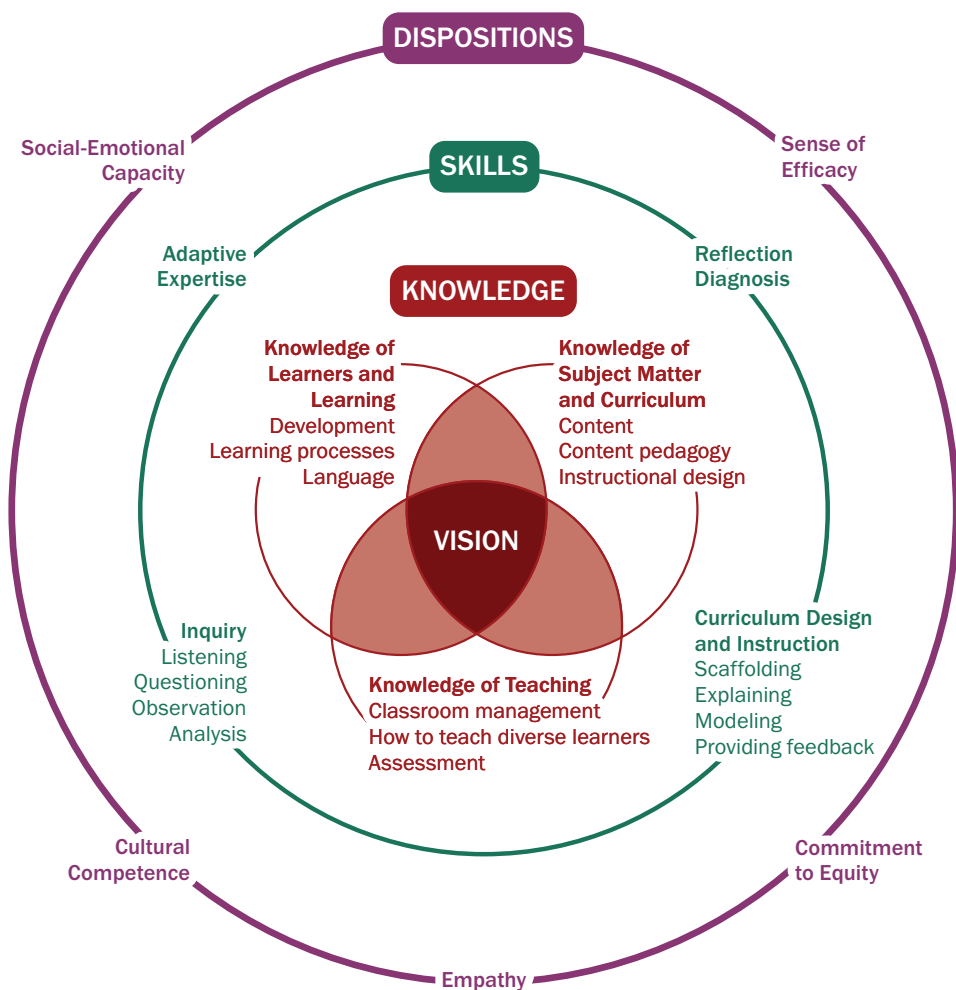 DISPOSITIONS
Social-Emotional
Capacity
Sense of
Efficacy
SKILLS
Adaptive
Expertise
Reflection
Diagnosis
KNOWLEDGE
Knowledge of
Learners and
Learning
Development
Learning processes
Language
Knowledge of
Subject Matter
and Curriculum
Content
Content pedagogy
Instructional design
VISION
Inquiry
Listening
Questioning
Observation
Analysis
Knowledge of Teaching
Classroom management
How to teach diverse learners
Assessment
Curriculum Design
and Instruction
Scaffolding
Explaining
Modeling
Providing feedback
Cultural
Competence
Commitment
to Equity
Empathy